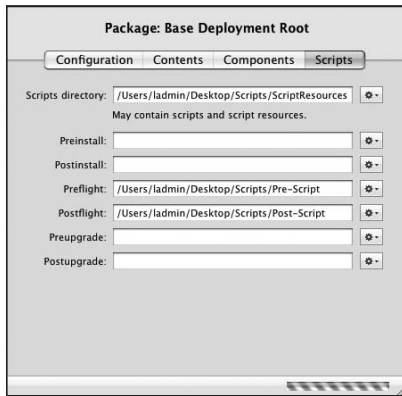 Package: Base Deployment Root
Configuration Contents Components Scripts
Scripts directory: /Users/ladmin/Desktop/Scripts/ScriptResources
May contain scripts and script resources.
Preinstall:
Postinstall:
Preflight: /Users/ladmin/Desktop/Scripts/Pre-Script
Postflight: /Users/ladmin/Desktop/Scripts/Post-Script
Preupgrade:
Postupgrade: